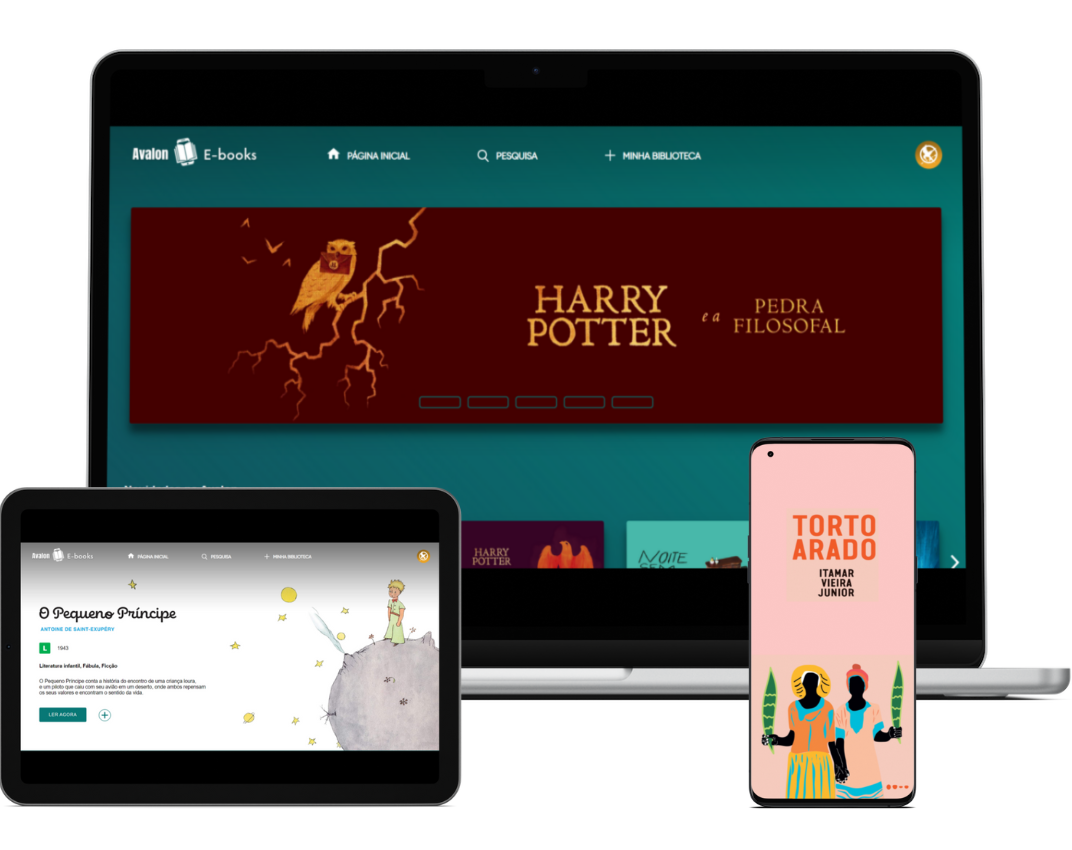 Avalon E-books
PÁGINA INICIAL
PESQUISA
MINHA BIBLIOTECA
HARRY
POTTER
e a
PEDRA
FILOSOFAL
HARRY
POTTER
NOITE
Avalon E-books
PÁGINA INICIAL
PESQUISA
MINHA BIBLIOTECA
O Pequeno Príncipe
ANTOINE DE SAINT-EXUPÉRY
L 1943
Literatura infantil, Fábula, Ficção
O Pequeno Príncipe conta a história do encontro de uma criança loura,
e um piloto que caiu com seu avião em um deserto, onde ambos repensam
os seus valores e encontram o sentido da vida.
LER AGORA
TORTO
ARADO
ITAMAR
VIEIRA
JUNIOR